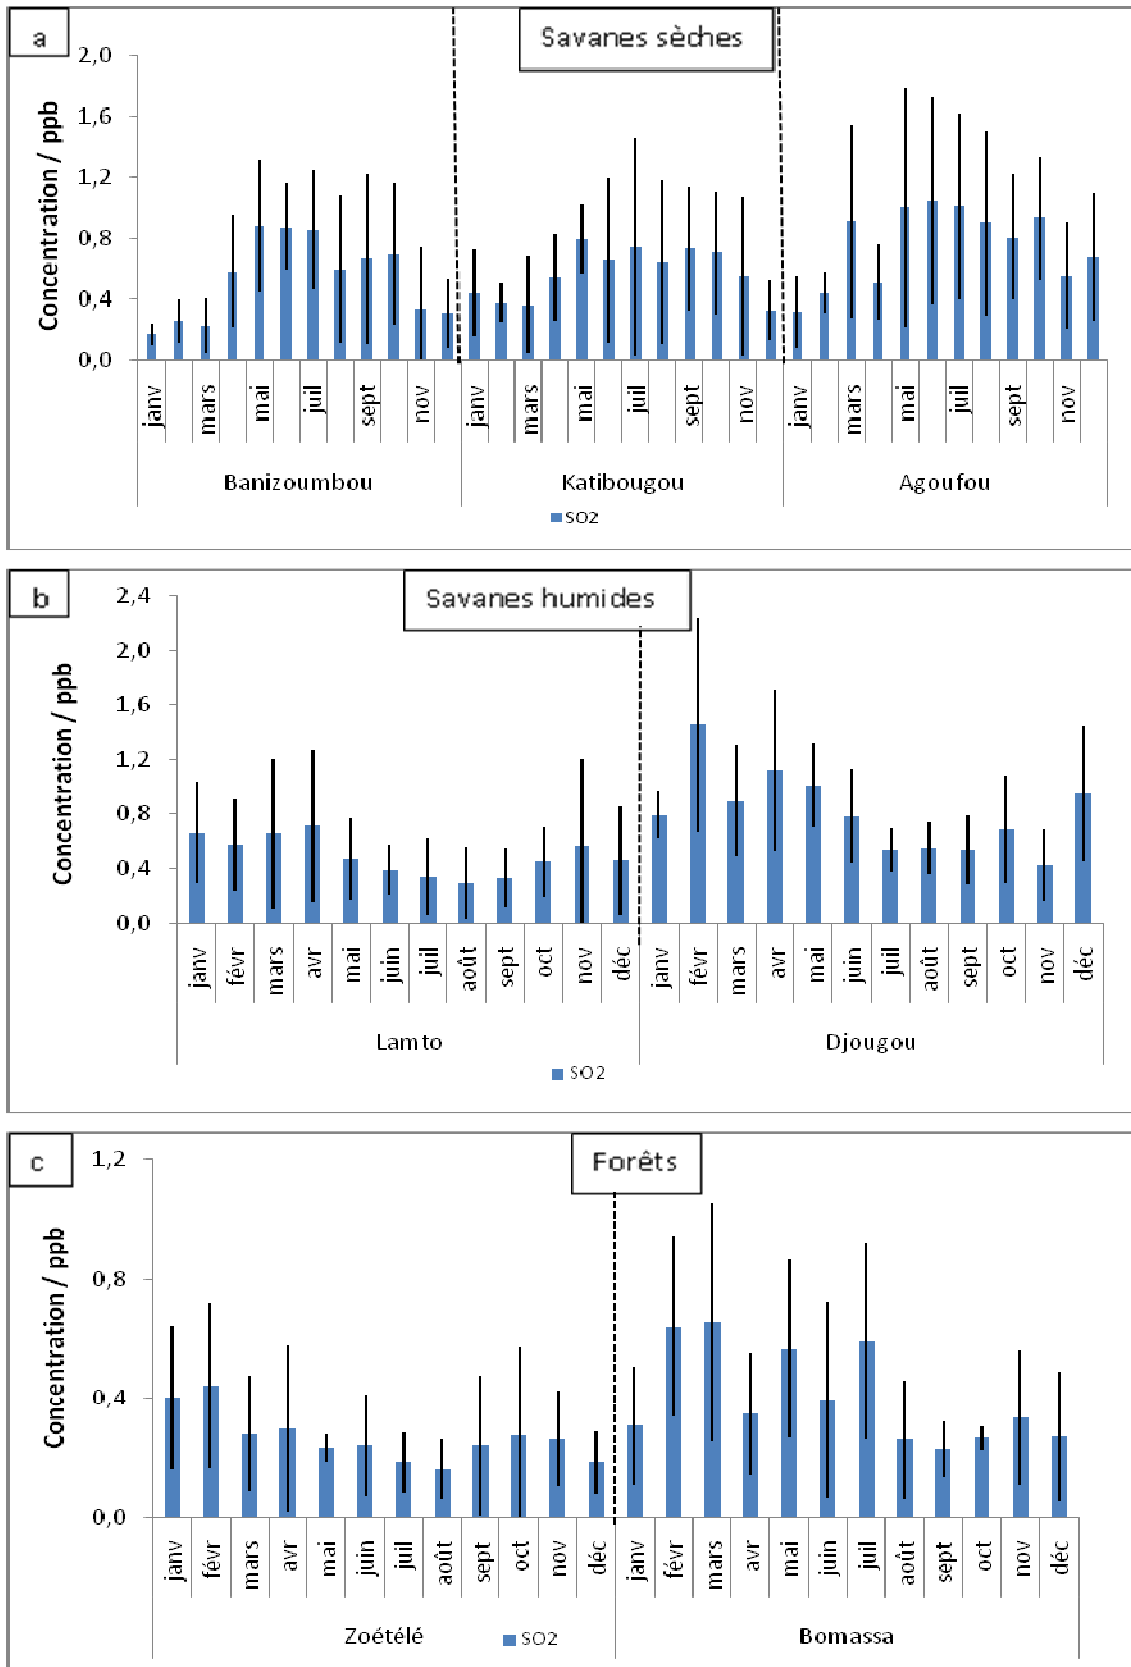 a
Savanes sèches
Concentration / ppb
2,0
1,6
1,2
0,8
0,4
0,0
janv mars mai juil sept nov janv mars mai juil sept nov janv mars mai juil sept nov
Banizoumbou Katibougou Agoufou
SO2
b
Savanes humides
Concentration / ppb
2,4
2,0
1,6
1,2
0,8
0,4
0,0
janv févr mars avr mai juin juil août sept oct nov déc janv févr mars avr mai juin juil août sept oct nov déc
Lamto Djougou
SO2
c
Forêts
Concentration / ppb
1,2
0,8
0,4
0,0
janv févr mars avr mai juin juil août sept oct nov déc janv févr mars avr mai juin juil août sept oct nov déc
Zoétélé SO2 Bomassa